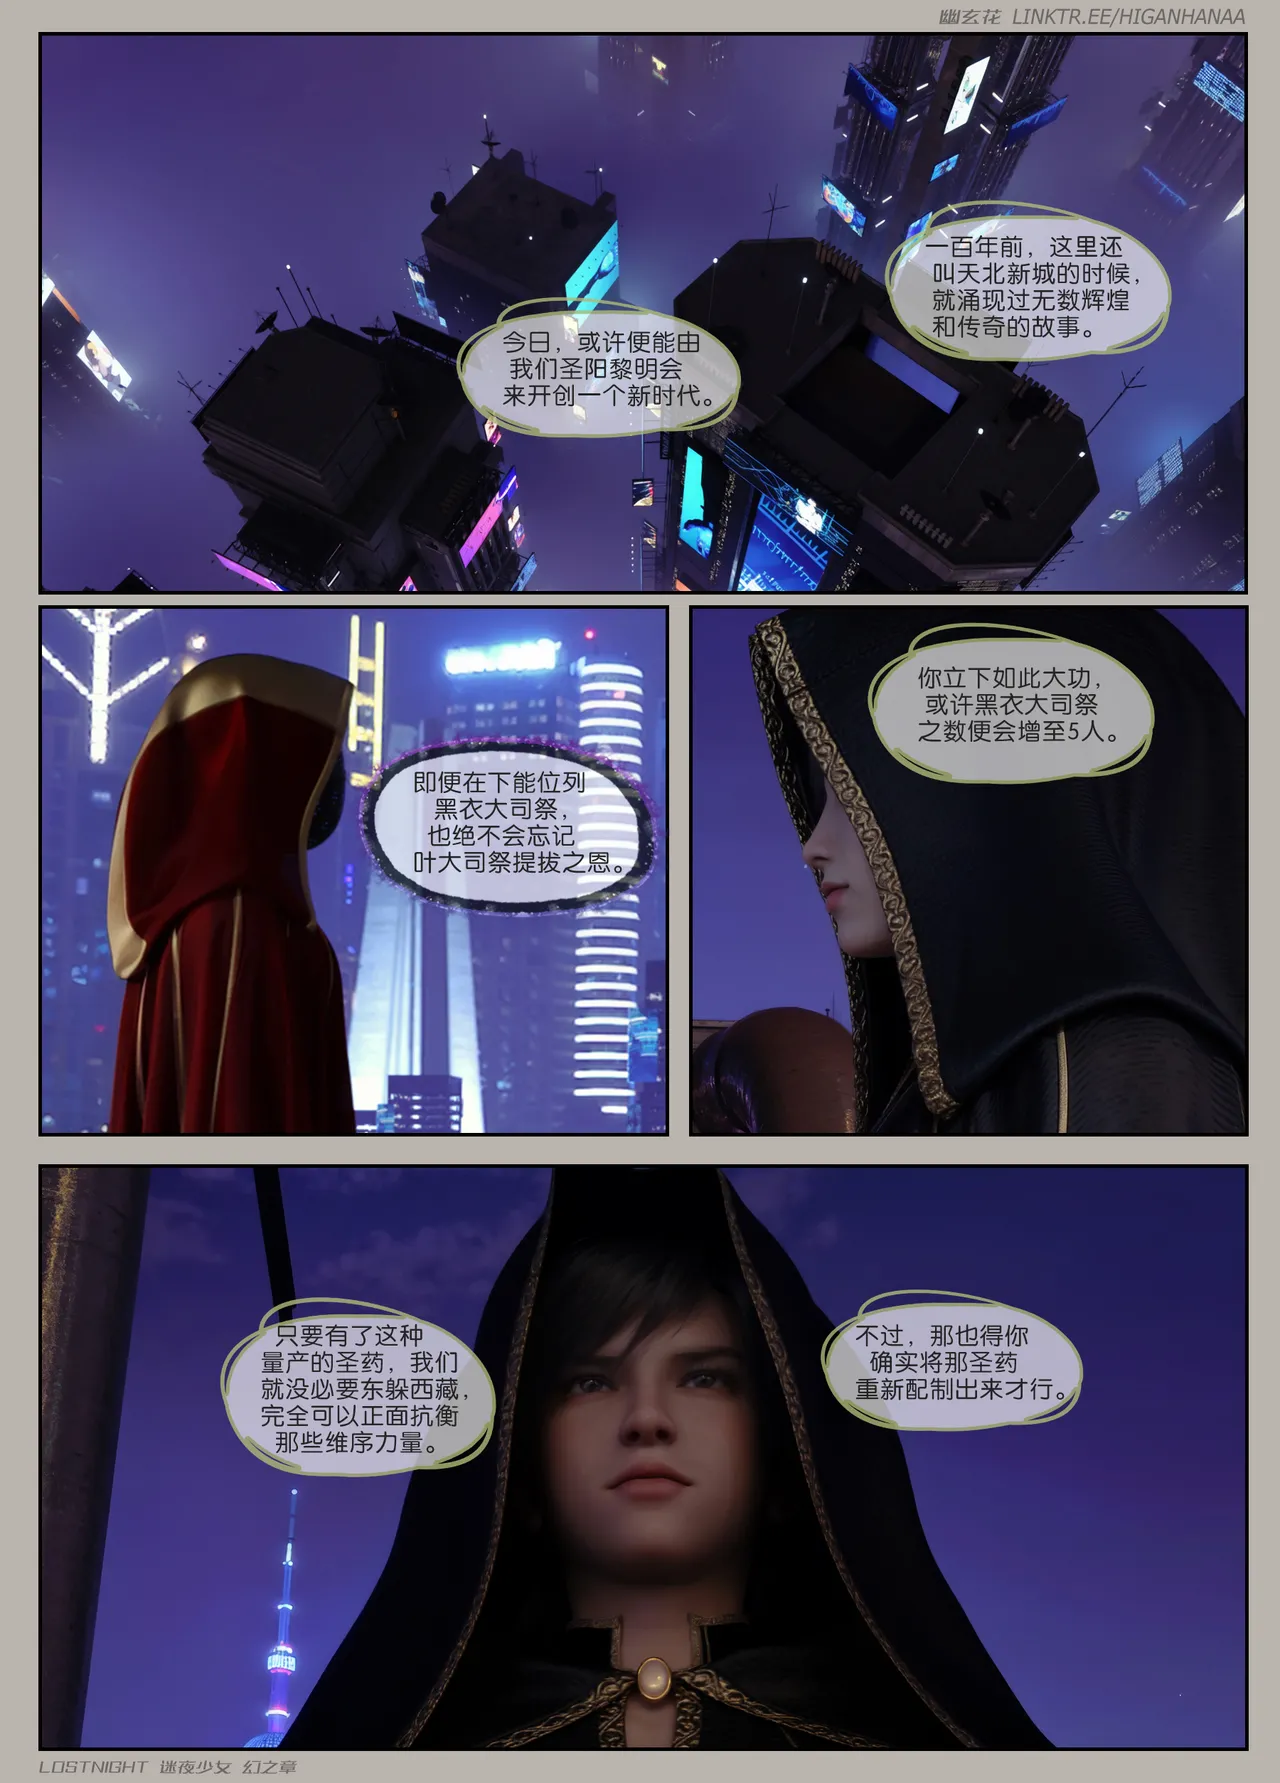 幽玄花 LINKTR.EE/HIGANHANAA
一百年前，这里还
叫天北新城的时候，
就涌现过无数辉煌
和传奇的故事。
今日，或许便能由
我们圣阳黎明会
来开创一个新时代。
即便在下能位列
黑衣大司祭，
也绝不会忘记
叶大司祭提拔之恩。
你立下如此大功，
或许黑衣大司祭
之数便会增至5人。
只要有了这种
量产的圣药，我们
就没必要东躲西藏，
完全可以正面抗衡
那些维序力量。
不过，那也得你
确实将那圣药
重新配制出来才行。
LOSTNIGHT 迷夜少女 幻之章